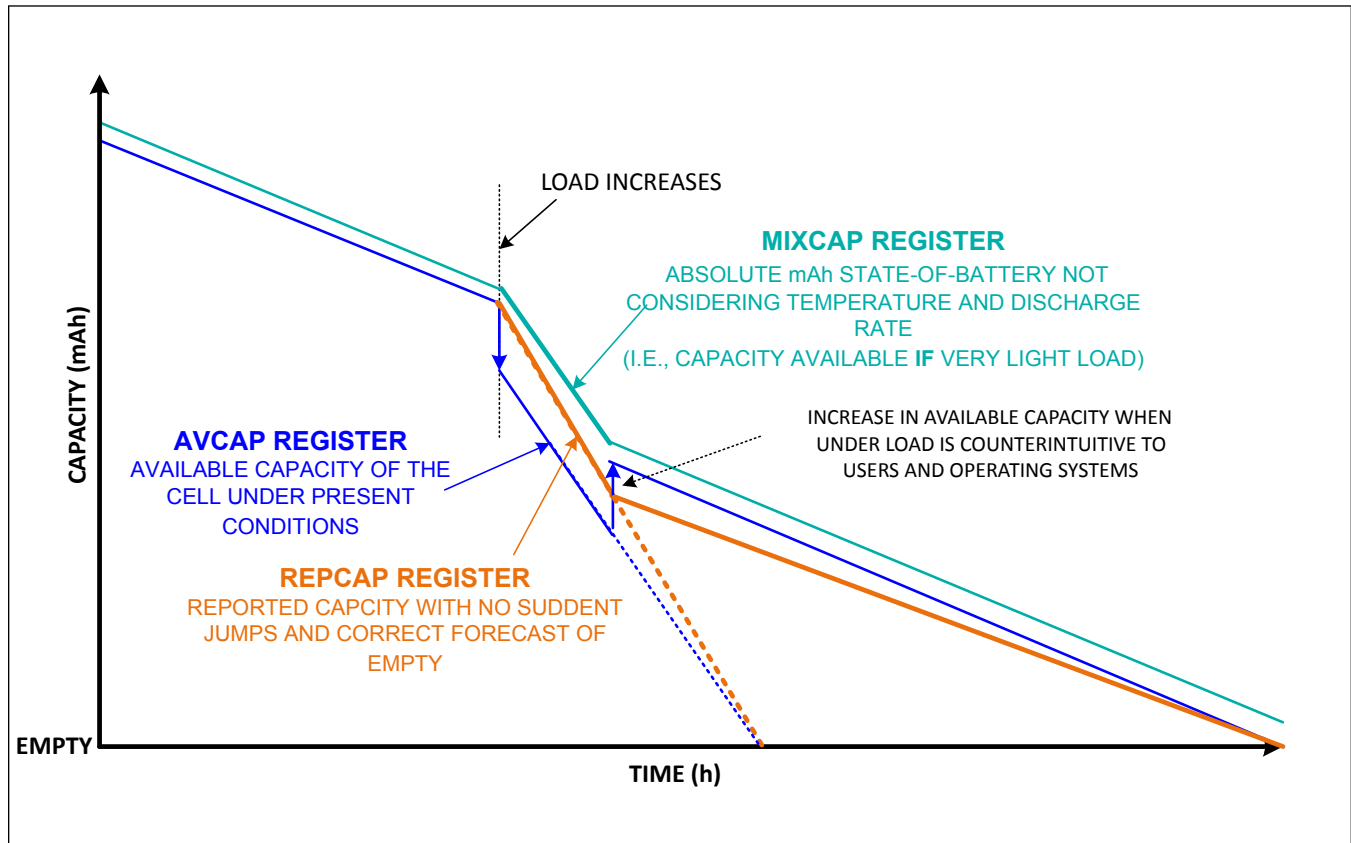 LOAD INCREASES
MIXCAP REGISTER
ABSOLUTE mAh STATE-OF-BATTERY NOT
CONSIDERING TEMPERATURE AND DISCHARGE
RATE
(I.E., CAPACITY AVAILABLE IF VERY LIGHT LOAD)
CAPACITY (mAh)
INCREASE IN AVAILABLE CAPACITY WHEN
UNDER LOAD IS COUNTERINTUITIVE TO
USERS AND OPERATING SYSTEMS
AVCAP REGISTER
AVAILABLE CAPACITY OF THE
CELL UNDER PRESENT
CONDITIONS
REPCAP REGISTER
REPORTED CAPCITY WITH NO SUDDENT
JUMPS AND CORRECT FORECAST OF
EMPTY
EMPTY
TIME (h)